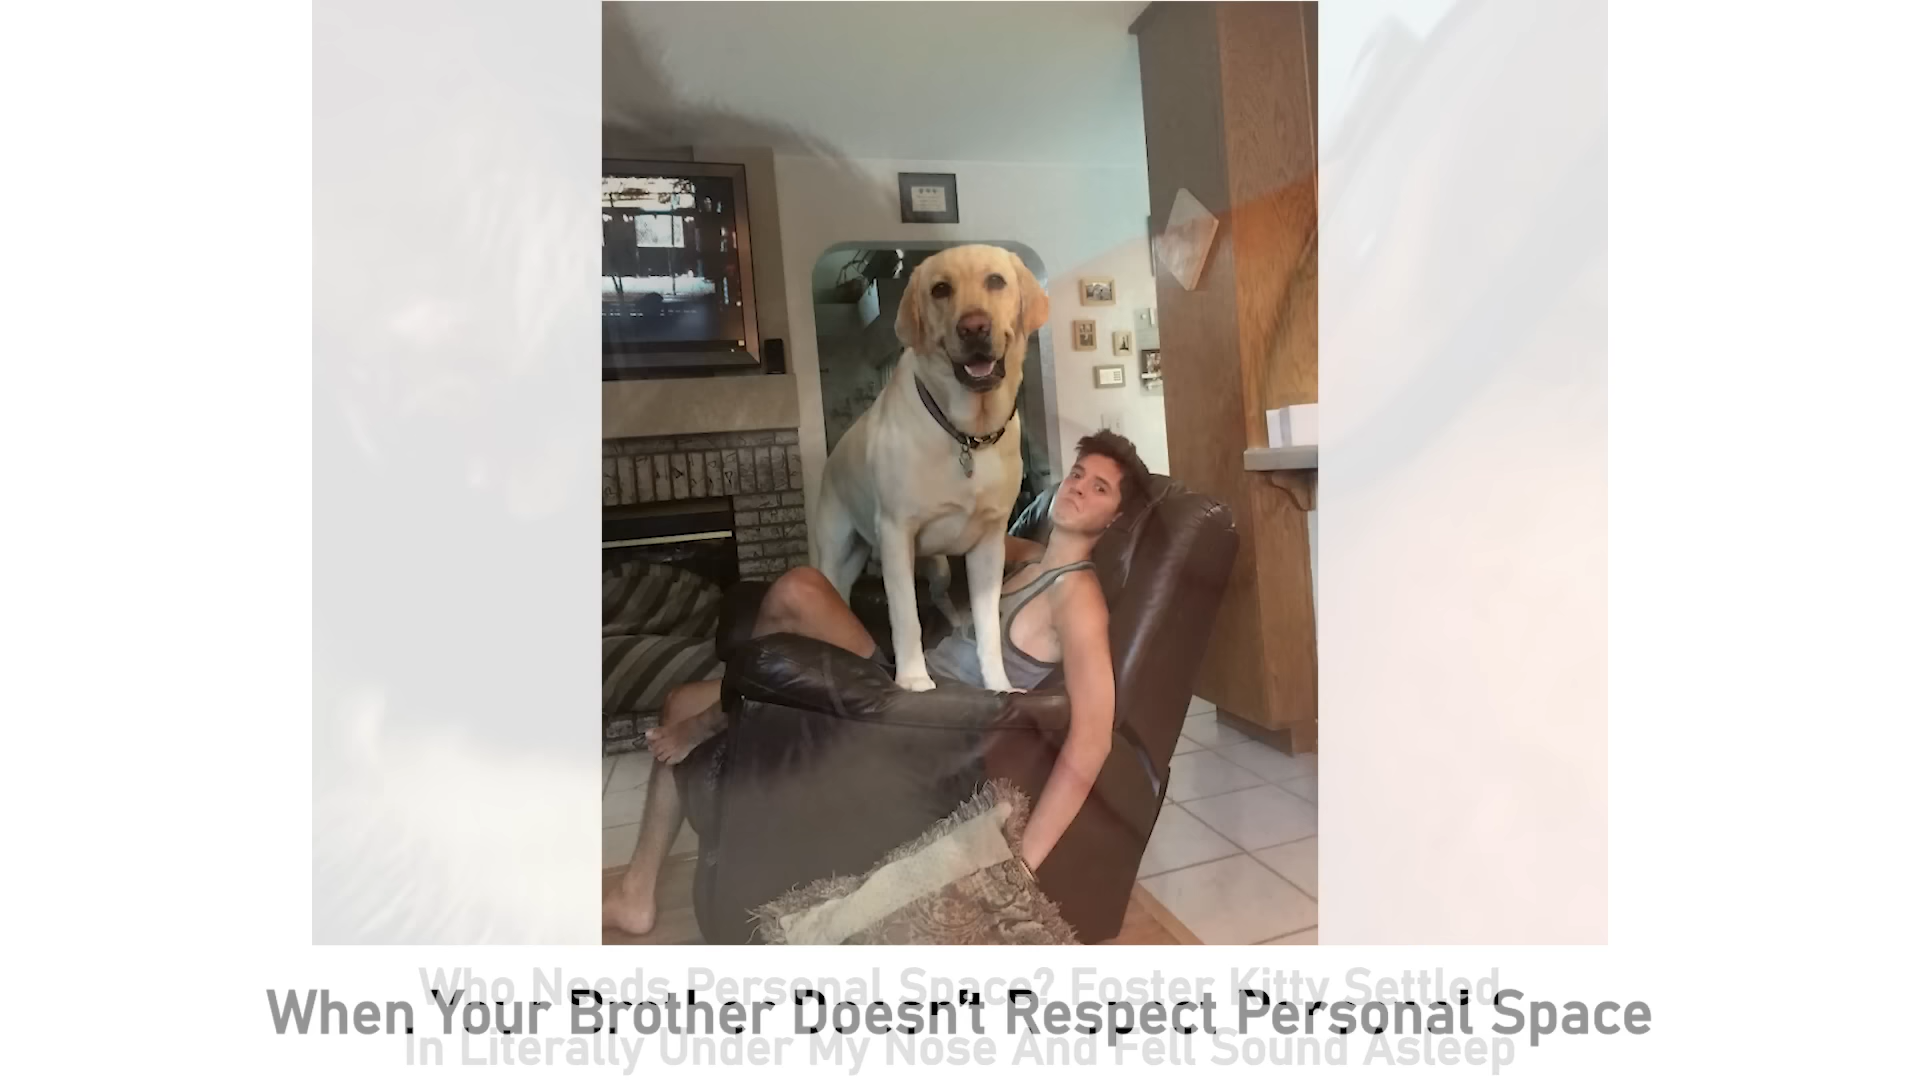 Who Needs Personal Space? Foster Kitty Settled
When Your Brother Doesn't Respect Personal Space
In Literally Under My Nose And Fell Sound Asleep